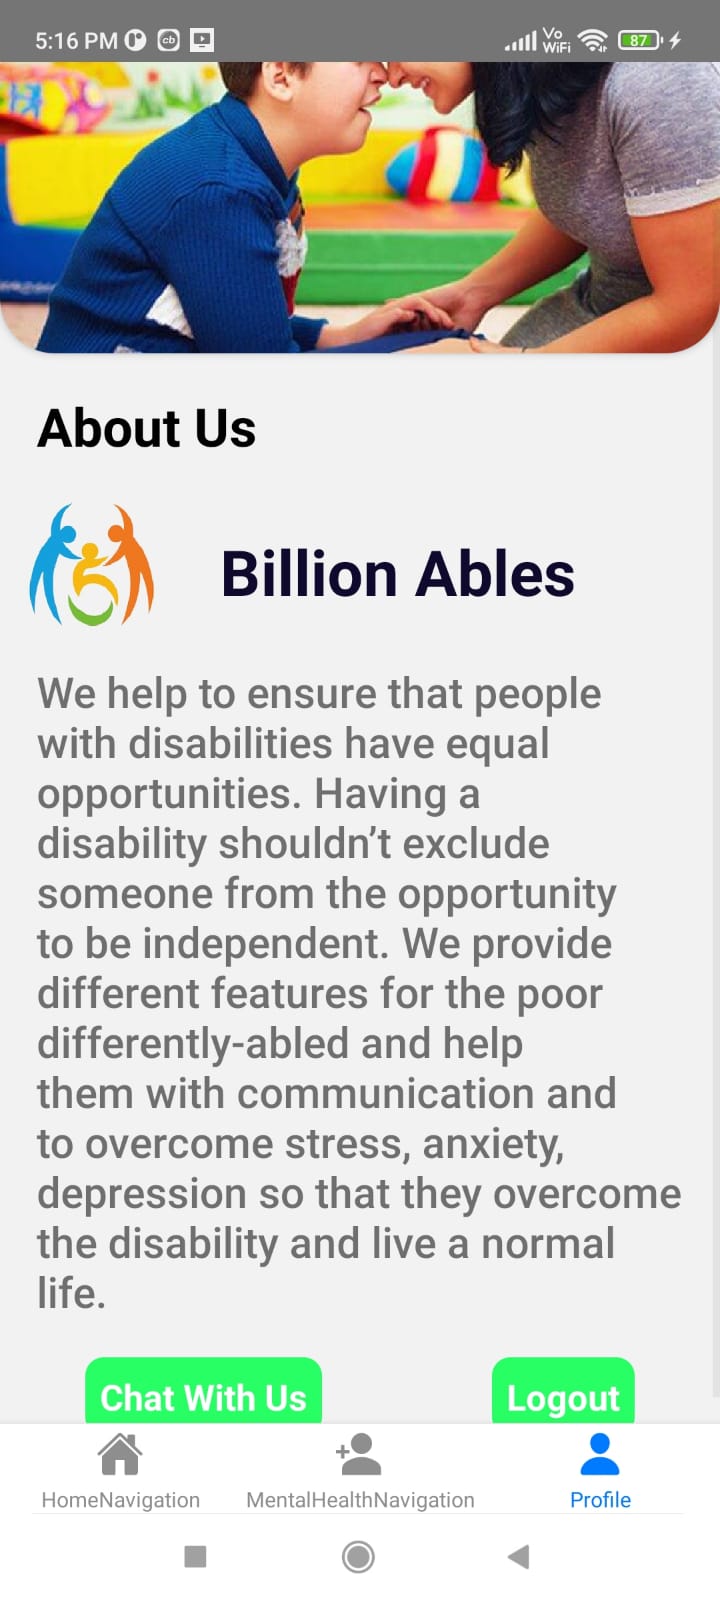 5:16 PM
cb
Vo
WiFi
87
About Us
Billion Ables
We help to ensure that people
with disabilities have equal
opportunities. Having a
disability shouldn’t exclude
someone from the opportunity
to be independent. We provide
different features for the poor
differently-abled and help
them with communication and
to overcome stress, anxiety,
depression so that they overcome
the disability and live a normal
life.
Chat With Us Logout
HomeNavigation MentalHealthNavigation Profile